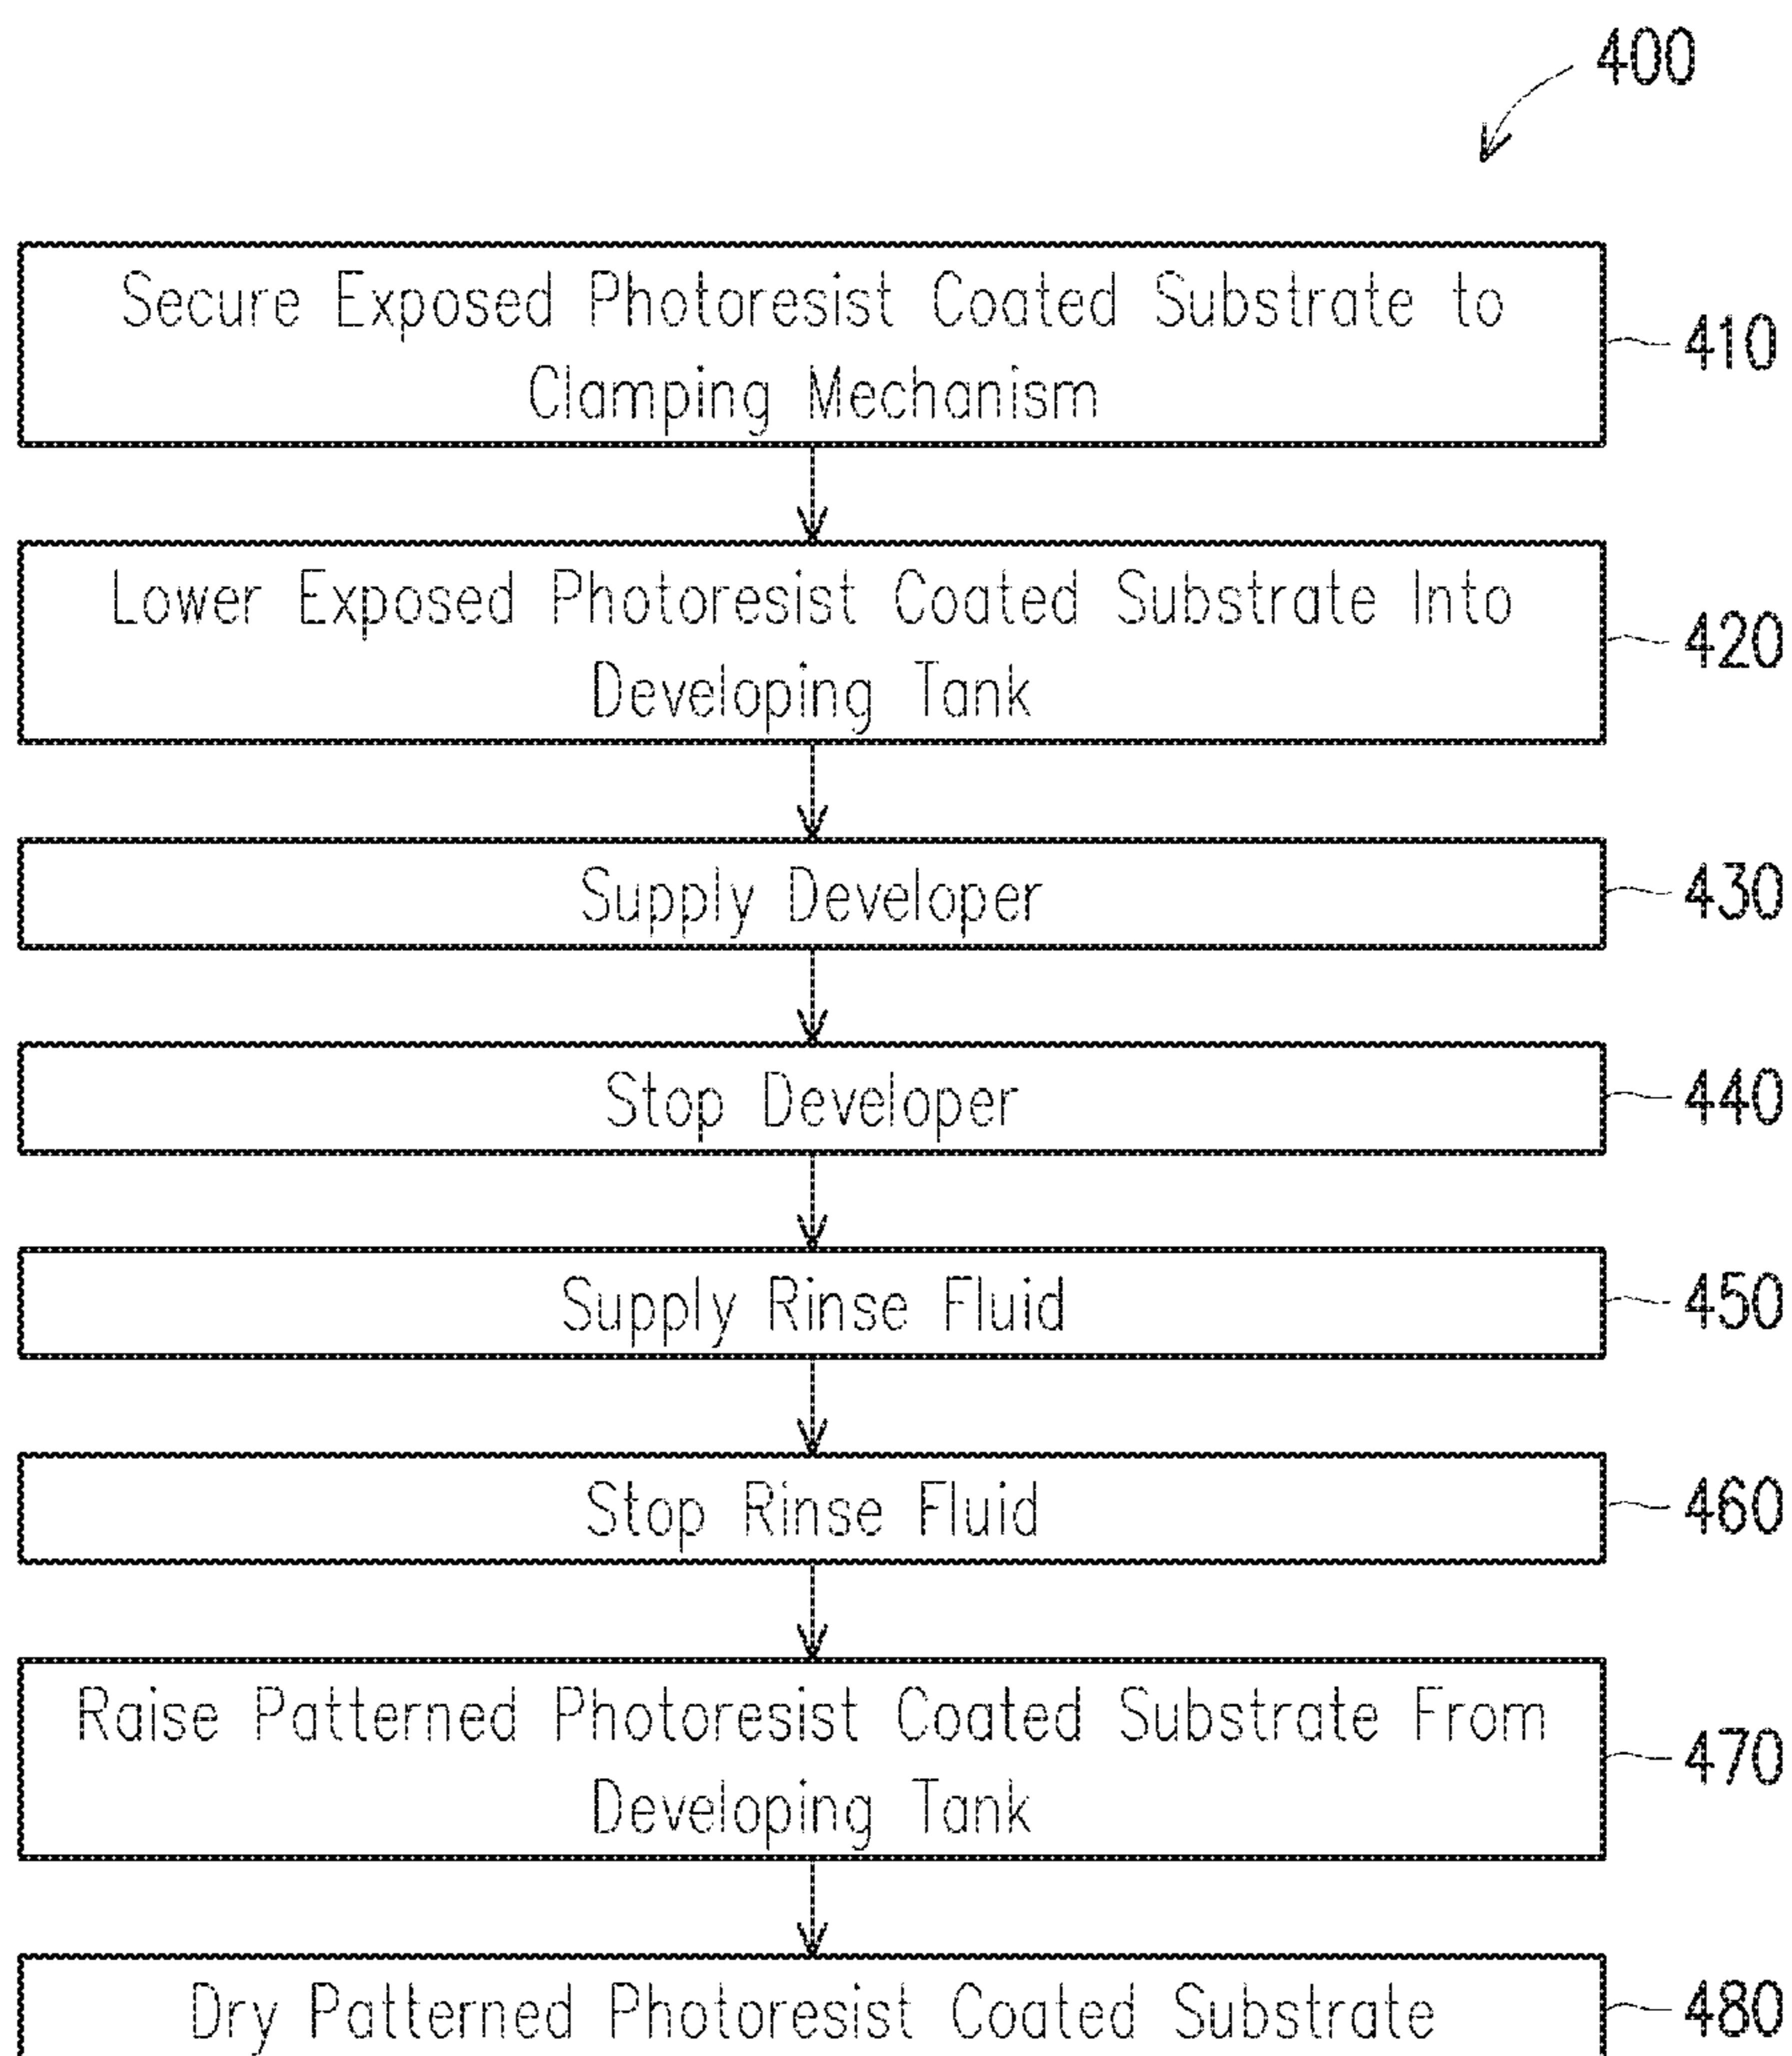 400
Secure Exposed Photoresist Coated Substrate to
Clamping Mechanism
410
Lower Exposed Photoresist Coated Substrate Into
Developing Tank
420
Supply Developer
430
Stop Developer
440
Supply Rinse Fluid
450
Stop Rinse Fluid
460
Raise Patterned Photoresist Coated Substrate From
Developing Tank
470
Dry Patterned Photoresist Coated Substrate
480